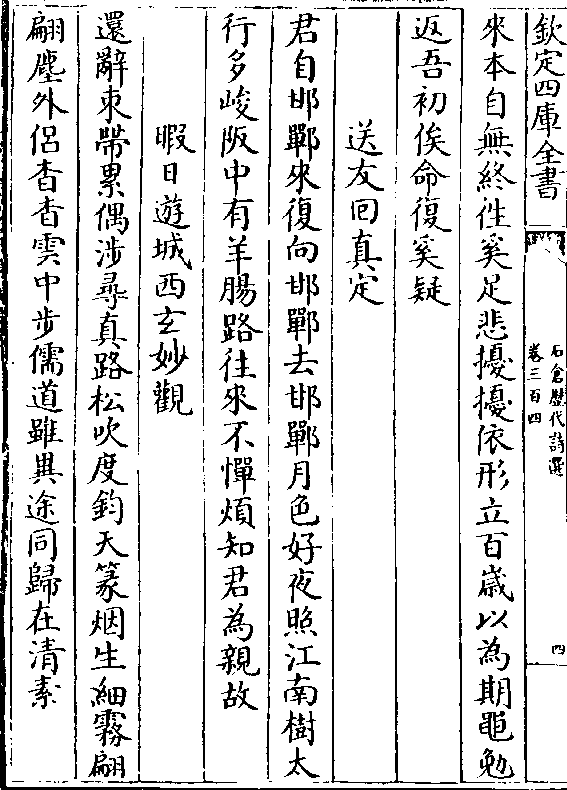 欽定四庫全書
石倉歷代詩選
卷三百四
四
來本自無終徃奚足悲擾擾依形立百歳以為期黽勉
返吾初俟命復奚疑
送友回真定
君自邯鄲來復向邯鄲去邯鄲月色好夜照江南樹太
行多峻阪中有羊腸路往來不憚煩知君為親故
暇日遊城西玄妙觀
還辭束帶累偶涉尋真路松吹度鈞天篆烟生細霧翩
翩塵外侣杳杳雲中步儒道雖異途同歸在清素